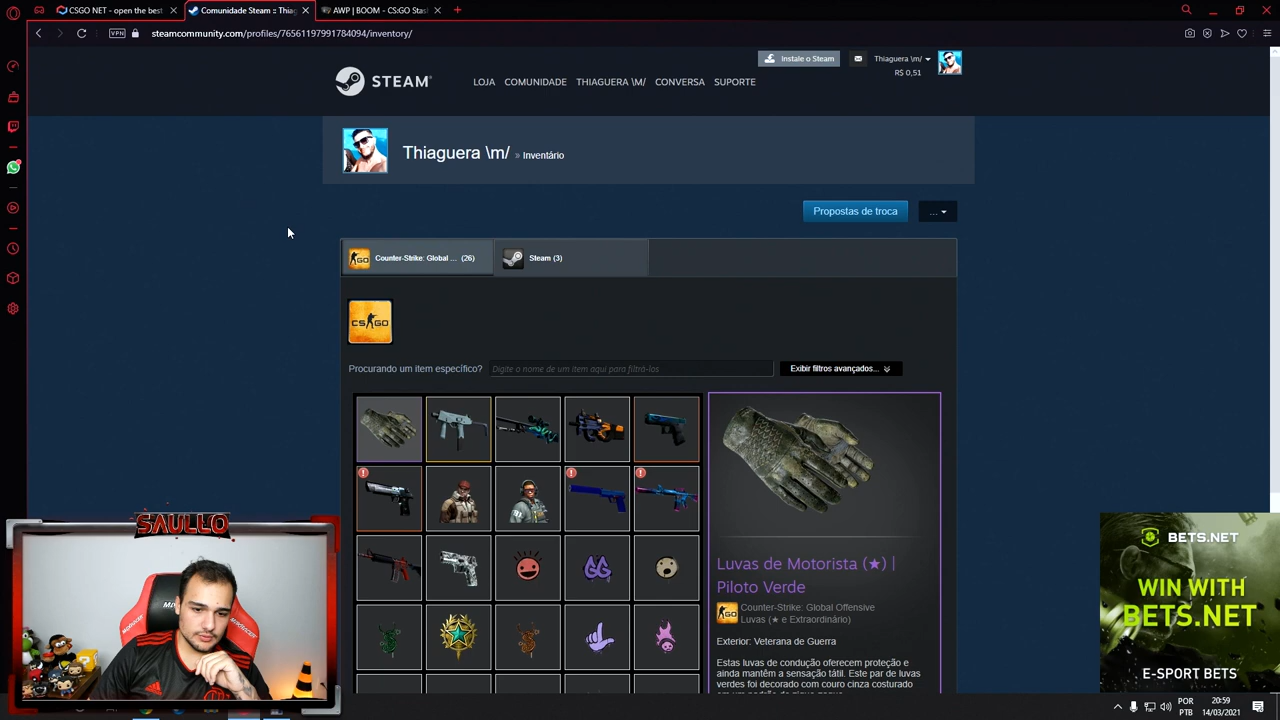 CSGO NET - open the best
Comunidade Steam :: Thiag
AWP | BOOM - CS:GO Stas
VPN
steamcommunity.com/profiles/76561197991784094/inventory/
Instale o Steam
Thiaguera \m/
R$ 0,51
STEAM
LOJA COMUNIDADE THIAGUERA \M/ CONVERSA SUPORTE
Thiaguera \m/ » Inventário
Propostas de troca
...
Counter-Strike: Global ... (26)
Steam (3)
CS GO
Procurando um item específico?
Digite o nome de um item aqui para filtrá-los
Exibir filtros avançados...
GG
Luvas de Motorista (★) |
Piloto Verde
Counter-Strike: Global Offensive
Luvas (★ e Extraordinário)
Exterior: Veterana de Guerra
Estas luvas de condução oferecem proteção e
ainda mantêm a sensação tátil. Este par de luvas
verdes foi decorado com couro cinza costurado
SAULLO
BETS.NET
WIN WITH
BETS.NET
E-SPORT BETS
POR
PTB
20:59
14/03/2021